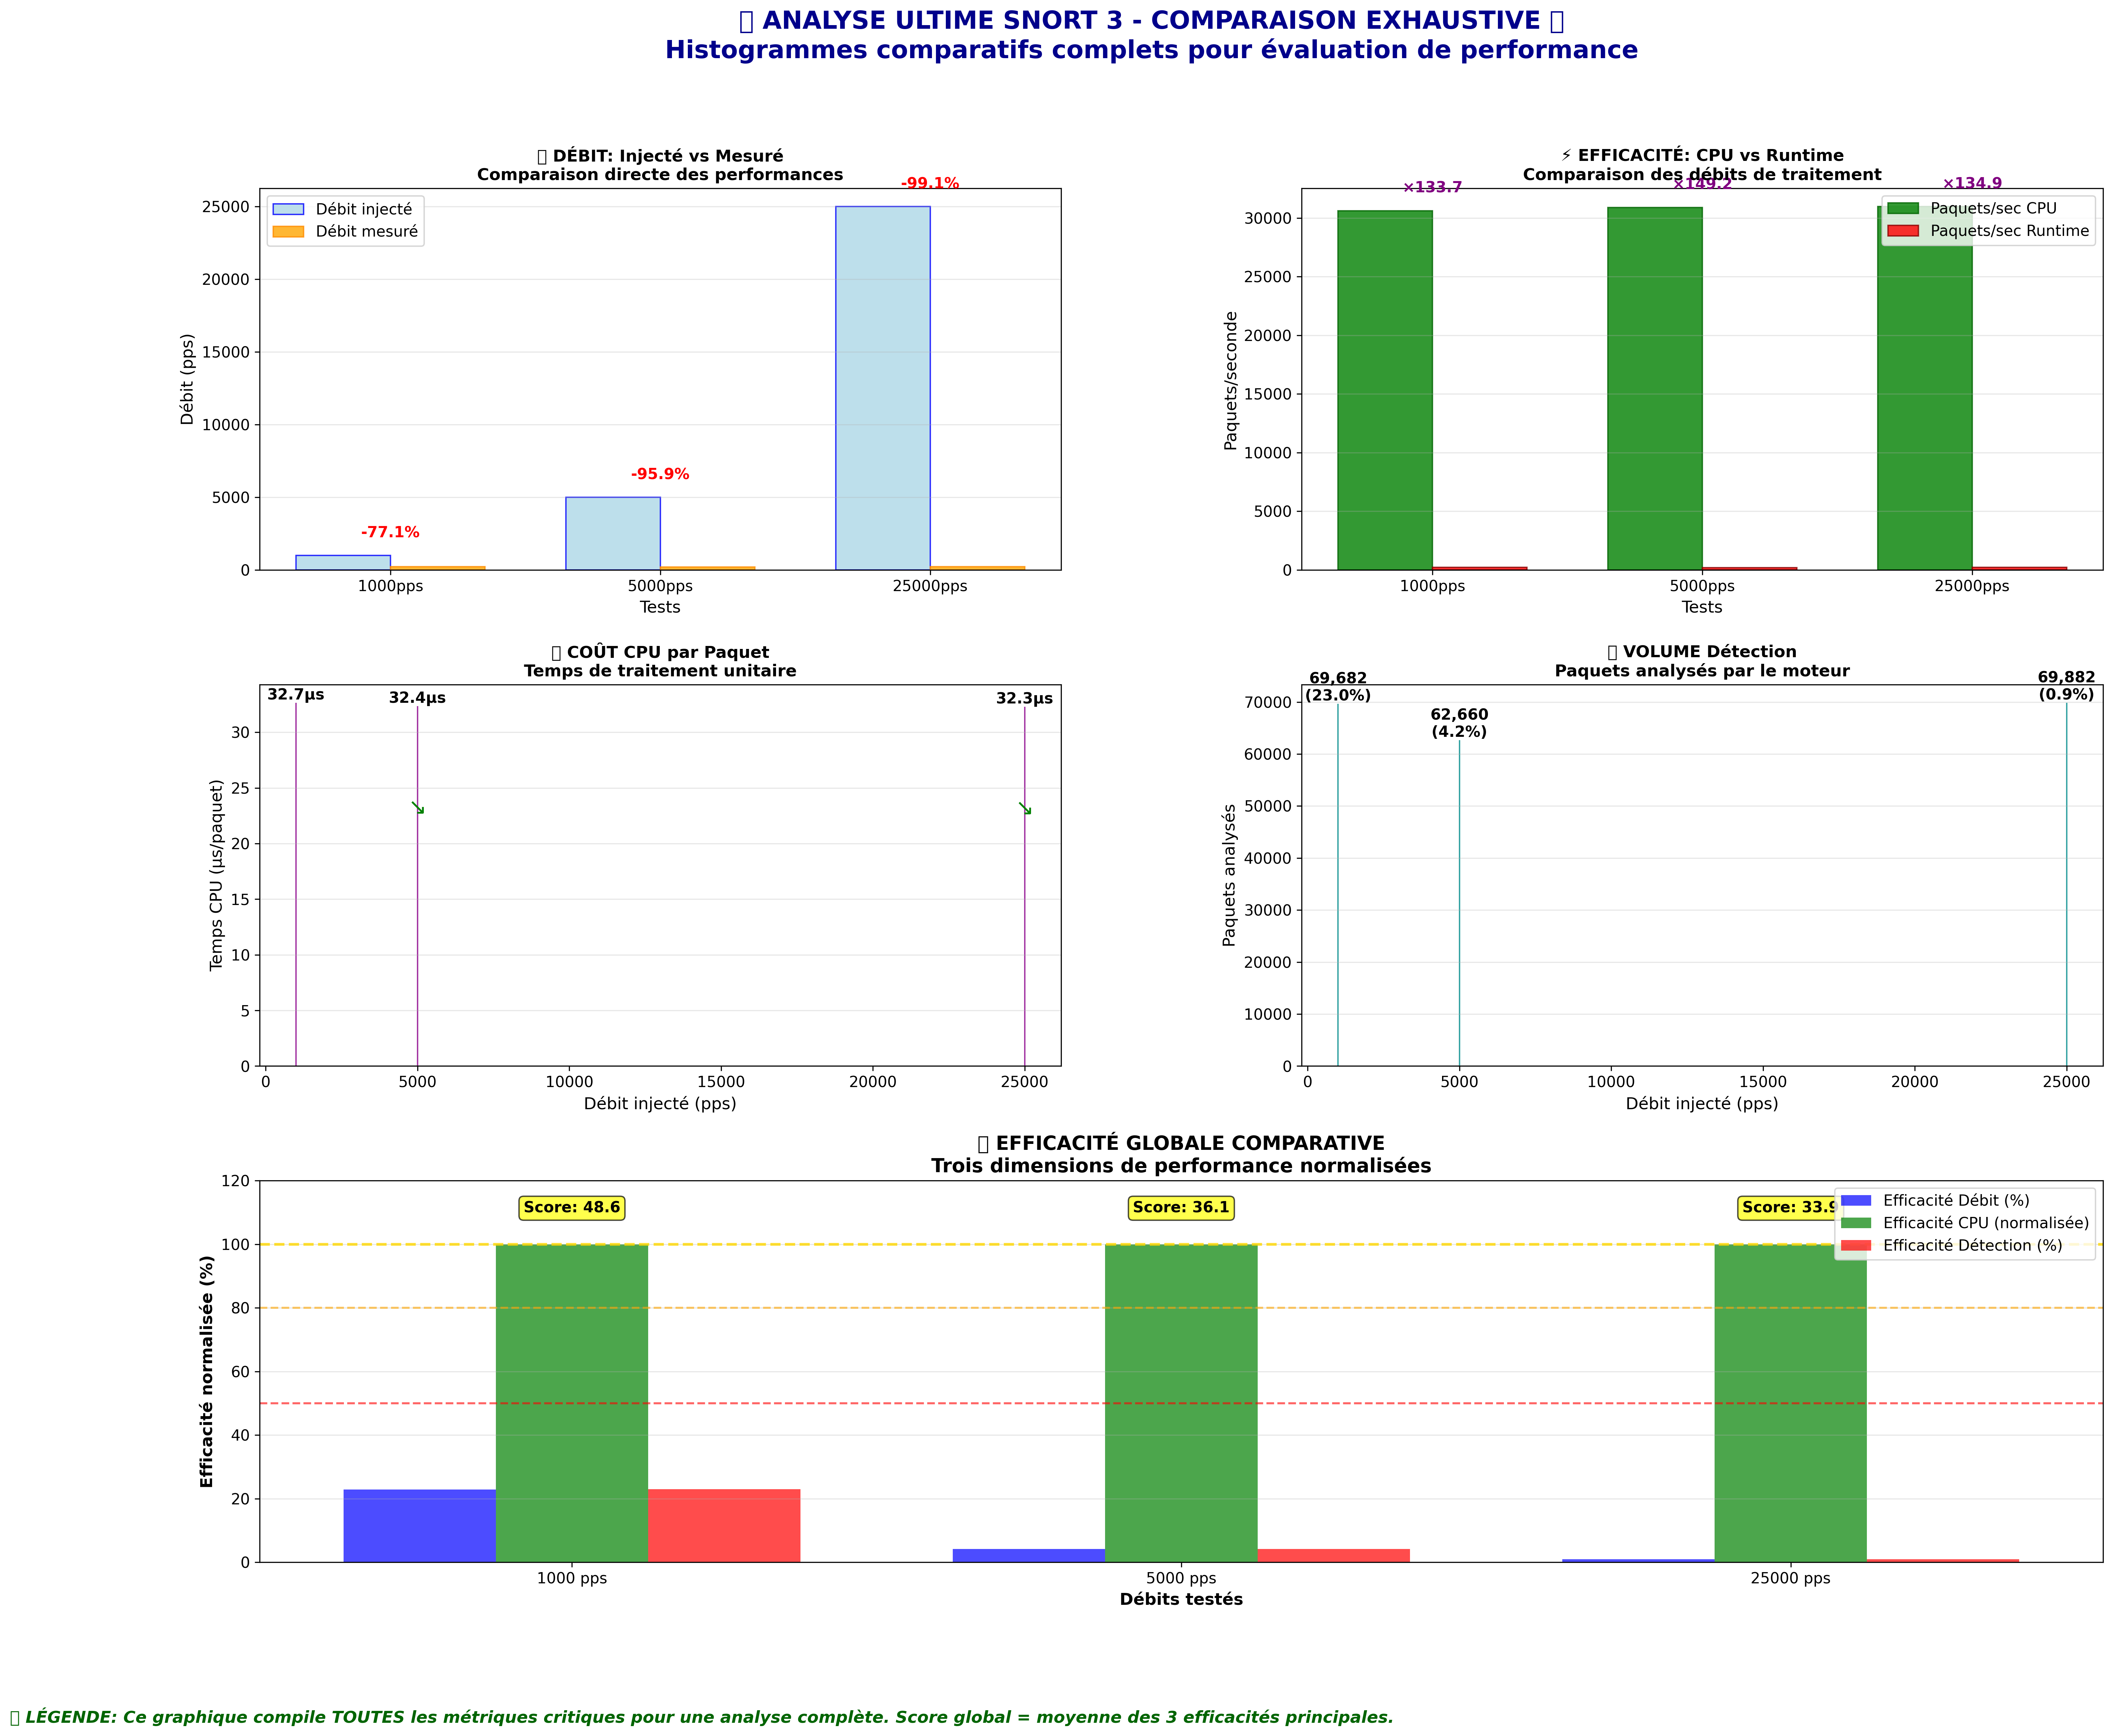 ANALYSE ULTIME SNORT 3 - COMPARAISON EXHAUSTIVE
Histogrammes comparatifs complets pour évaluation de performance
DÉBIT: Injecté vs Mesuré
Comparaison directe des performances
-99.1%
-95.9%
-77.1%
Débit injecté
Débit mesuré
Débit (pps)
25000
20000
15000
10000
5000
0
1000pps
5000pps
25000pps
Tests
⚡ EFFICACITÉ: CPU vs Runtime
Comparaison des débits de traitement
×133.7
×149.2
×134.9
Paquets/sec CPU
Paquets/sec Runtime
Paquets/seconde
30000
25000
20000
15000
10000
5000
0
1000pps
5000pps
25000pps
Tests
COÛT CPU par Paquet
Temps de traitement unitaire
32.7µs
32.4µs
32.3µs
↘
↘
Temps CPU (µs/paquet)
30
25
20
15
10
5
0
0
5000
10000
15000
20000
25000
Débit injecté (pps)
VOLUME Détection
Paquets analysés par le moteur
69,682
(23.0%)
62,660
(4.2%)
69,882
(0.9%)
Paquets analysés
70000
60000
50000
40000
30000
20000
10000
0
0
5000
10000
15000
20000
25000
Débit injecté (pps)
EFFICACITÉ GLOBALE COMPARATIVE
Trois dimensions de performance normalisées
Score: 48.6
Score: 36.1
Score: 33.9
Efficacité Débit (%)
Efficacité CPU (normalisée)
Efficacité Détection (%)
Efficacité normalisée (%)
120
100
80
60
40
20
0
1000 pps
5000 pps
25000 pps
Débits testés
LÉGENDE: Ce graphique compile TOUTES les métriques critiques pour une analyse complète. Score global = moyenne des 3 efficacités principales.